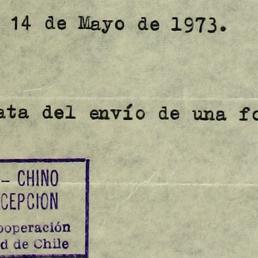 14 de Mayo de 1973.
ata del envío de una fo
- CHINO
CEPCION
ooperación
d de Chile